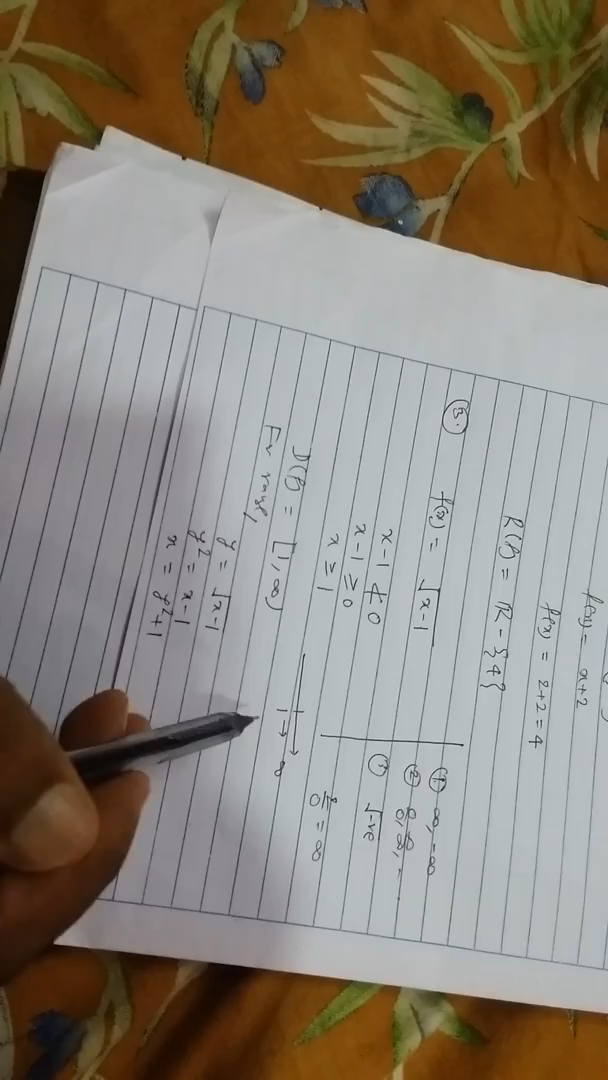 f(x) = x+2
f(x) = 2+2 = 4
R(f) = R - {4}
3. f(x) = √x-1
x-1 ≮ 0
x-1 ≥ 0
x ≥ 1
D(f) = [1, ∞)
1 → ∞
① ∞, -∞
② 0/0, ∞/∞, - -
③ √-ve
2/0 = ∞
For range,
y = √x-1
y² = x-1
x = y²+1